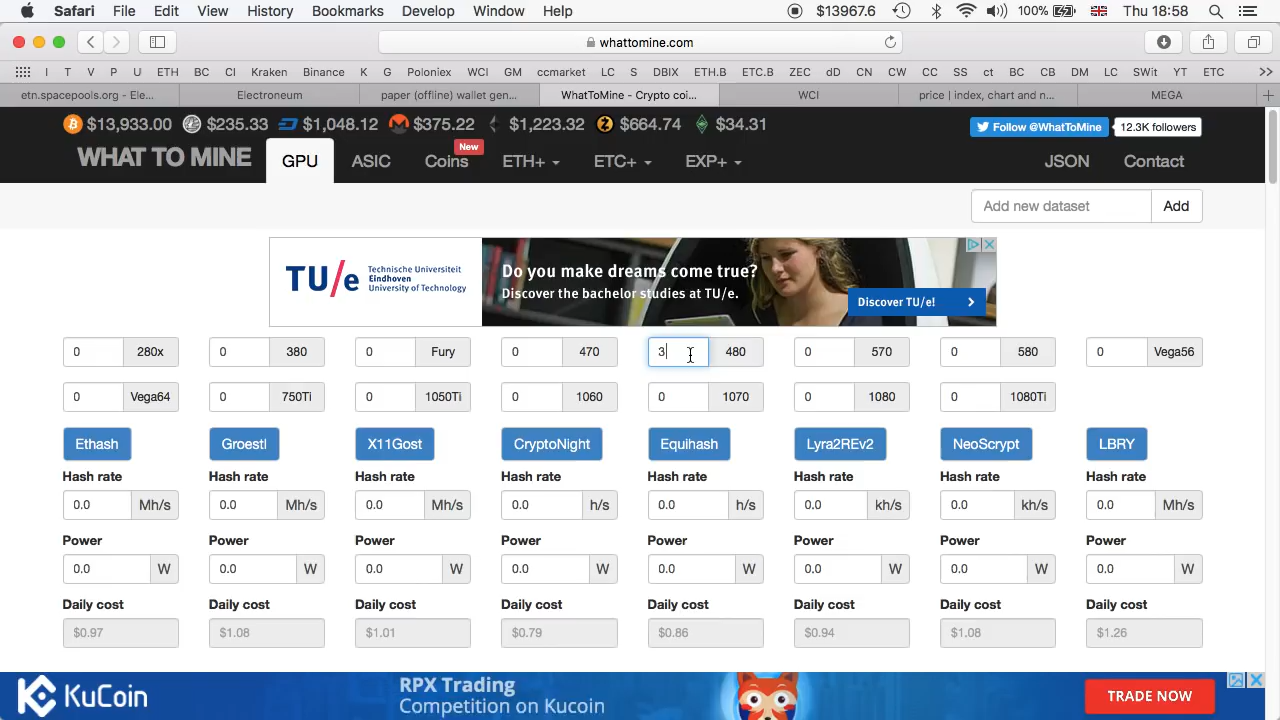 Safari File Edit View History Bookmarks Develop Window Help $13967.6 100% Thu 18:58
whattomine.com
I T V P U ETH BC CI Kraken Binance K G Poloniex WCI GM ccmarket LC S DBIX ETH.B ETC.B ZEC dD CN CW CC SS ct BC CB DM LC SWit YT ETC >>
etn.spacepools.org - Ele... Electroneum paper (offline) wallet gen... WhatToMine - Crypto coi... WCI price | index, chart and n... MEGA
$13,933.00 $235.33 $1,048.12 $375.22 $1,223.32 $664.74 $34.31 Follow @WhatToMine 12.3K followers
New
WHAT TO MINE GPU ASIC Coins ETH+ ETC+ EXP+ JSON Contact
Add new dataset Add
TU/e Technische Universiteit
Eindhoven
University of Technology
Do you make dreams come true?
Discover the bachelor studies at TU/e.
Discover TU/e!
0 280x 0 380 0 Fury 0 470 3 480 0 570 0 580 0 Vega56
0 Vega64 0 750Ti 0 1050Ti 0 1060 0 1070 0 1080 0 1080Ti
Ethash Groestl X11Gost CryptoNight Equihash Lyra2REv2 NeoScrypt LBRY
Hash rate Hash rate Hash rate Hash rate Hash rate Hash rate Hash rate Hash rate
0.0 Mh/s 0.0 Mh/s 0.0 Mh/s 0.0 h/s 0.0 h/s 0.0 kh/s 0.0 kh/s 0.0 Mh/s
Power Power Power Power Power Power Power Power
0.0 W 0.0 W 0.0 W 0.0 W 0.0 W 0.0 W 0.0 W 0.0 W
Daily cost Daily cost Daily cost Daily cost Daily cost Daily cost Daily cost Daily cost
$0.97 $1.08 $1.01 $0.79 $0.86 $0.94 $1.08 $1.26
KuCoin
RPX Trading
Competition on Kucoin
TRADE NOW